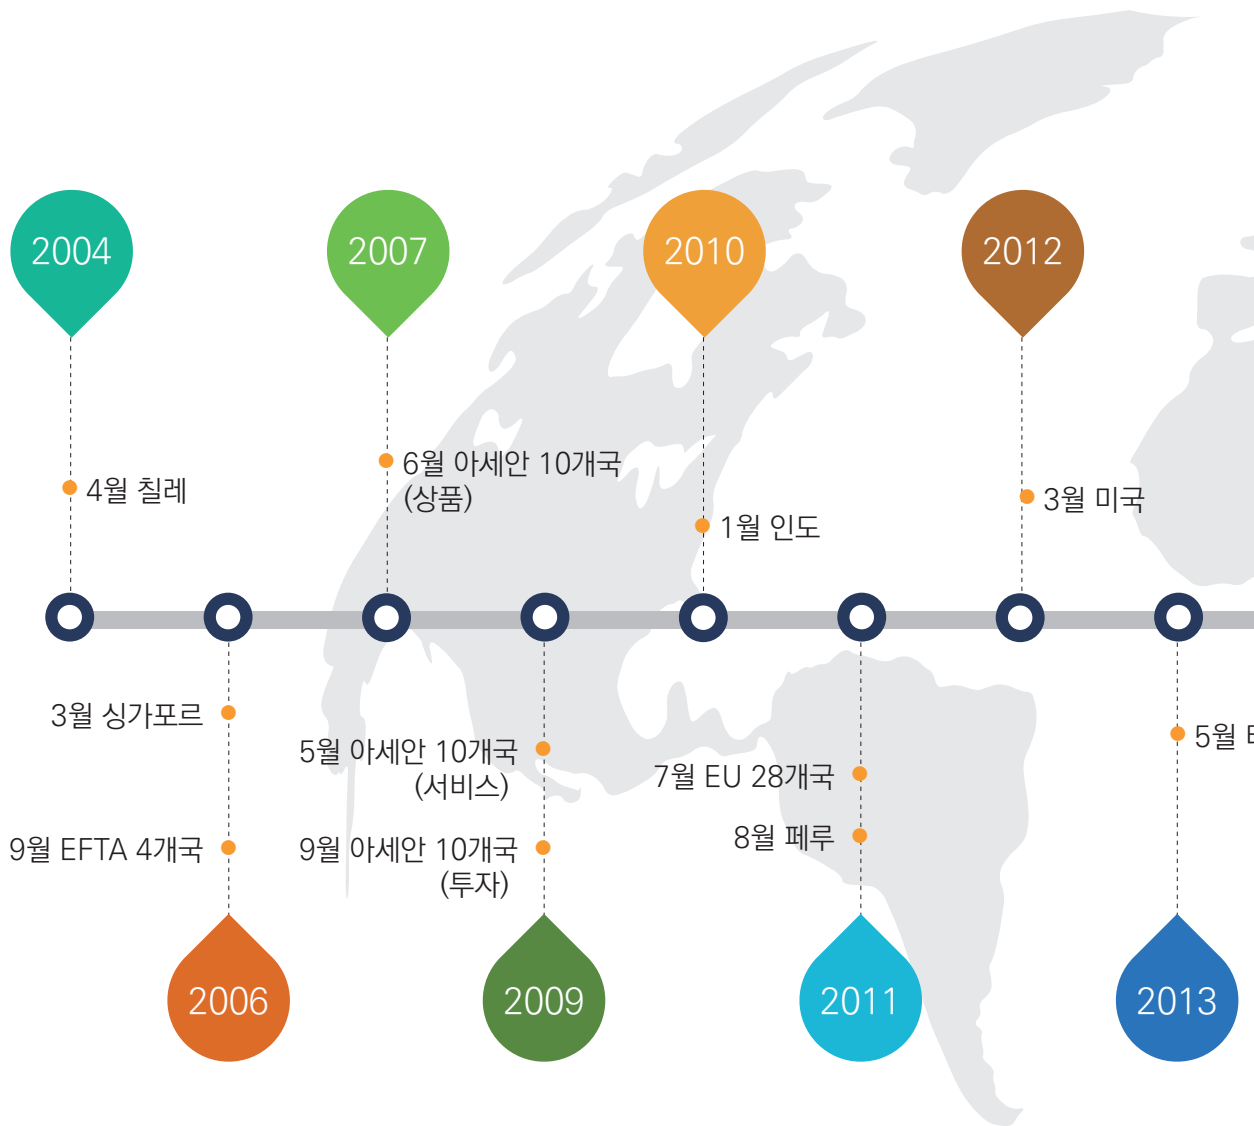 2004
4월 칠레
2007
6월 아세안 10개국
(상품)
2010
1월 인도
2012
3월 미국
3월 싱가포르
9월 EFTA 4개국
2006
5월 아세안 10개국
(서비스)
9월 아세안 10개국
(투자)
2009
7월 EU 28개국
8월 페루
2011
5월
2013